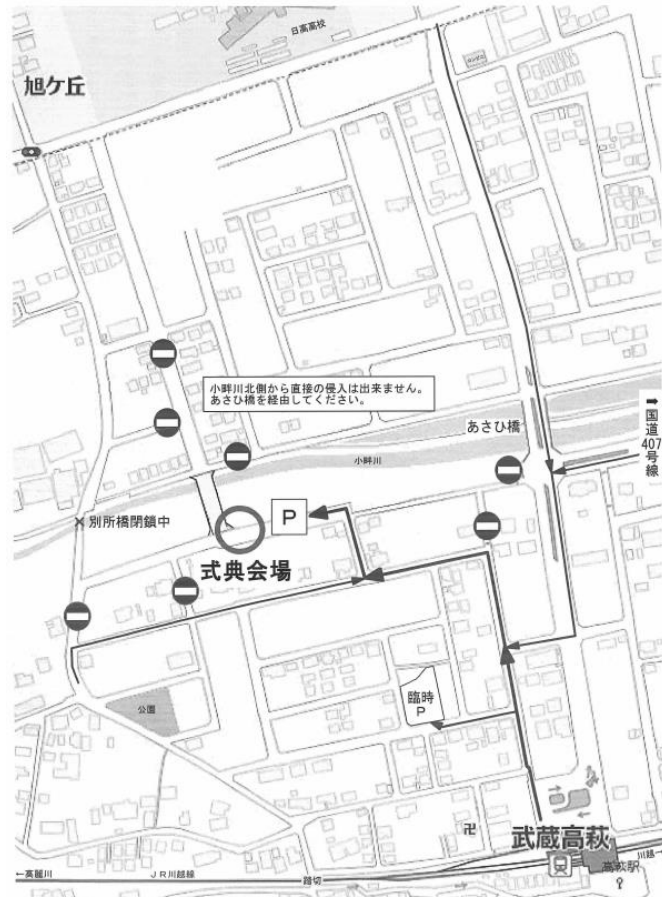 日高高校
旭ケ丘
小畔川北側から直接の侵入は出来ません。
あさひ橋を経由してください。
➡国道407号線
あさひ橋
小畔川
P
別所橋閉鎖中
式典会場
臨時
P
公園
卍
武蔵高萩
←高麗川
JR川越線
踏切
高萩駅
川越→